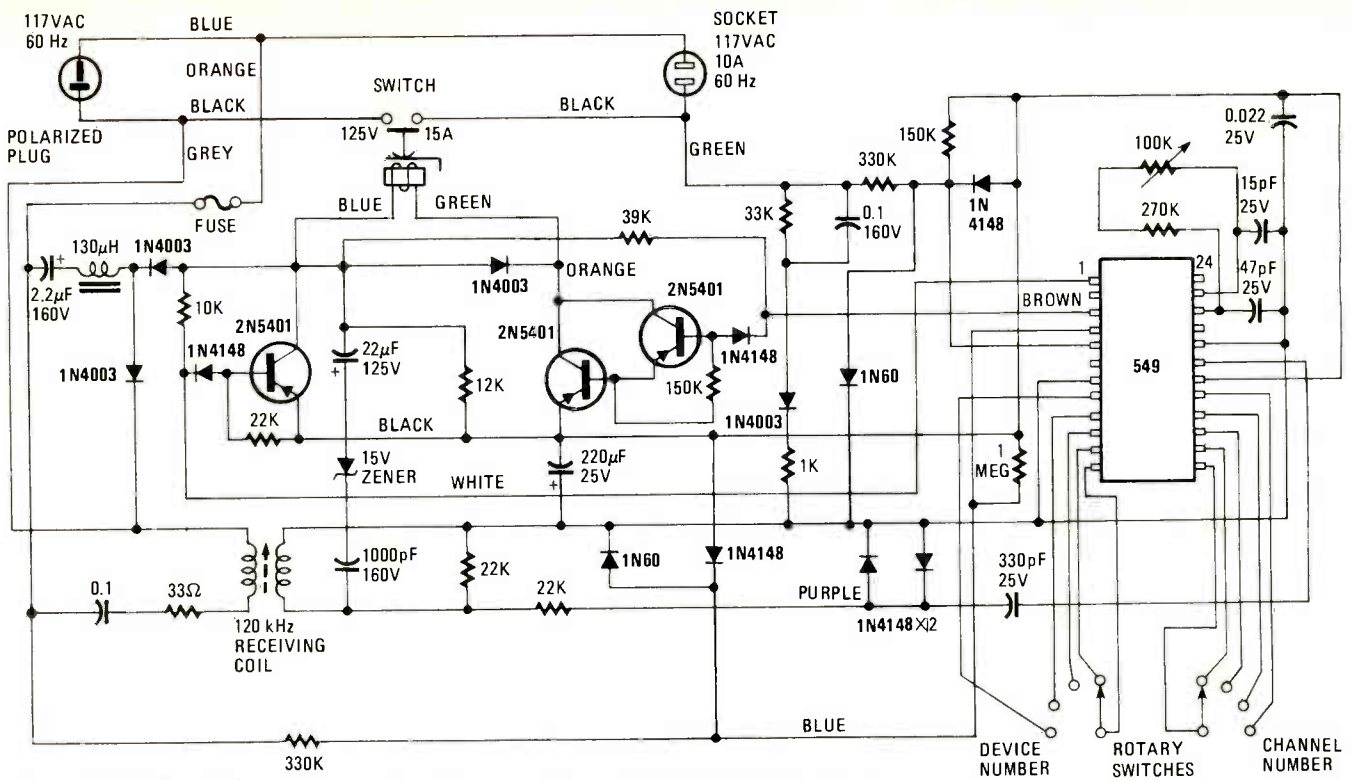 117VAC
60 Hz
BLUE
SOCKET
117VAC
10A
60 Hz
ORANGE
SWITCH
BLACK
BLACK
125V
15A
POLARIZED
PLUG
GREY
GREEN
150K
0.022
25V
100K
330K
15pF
25V
FUSE
BLUE
GREEN
33K
0.1
160V
1N
4148
270K
39K
130µH
1N4003
ORANGE
1
24
47pF
25V
2.2µF
160V
1N4003
2N5401
BROWN
10K
2N5401
2N5401
1N4148
22µF
125V
1N4148
549
1N4003
12K
150K
1N60
1N4003
22K
BLACK
15V
ZENER
220µF
25V
1K
1
MEG
WHITE
1000pF
160V
22K
1N60
1N4148
330pF
25V
0.1
33Ω
22K
PURPLE
1N4148 X2
120 kHz
RECEIVING
COIL
BLUE
330K
DEVICE
NUMBER
ROTARY
SWITCHES
CHANNEL
NUMBER